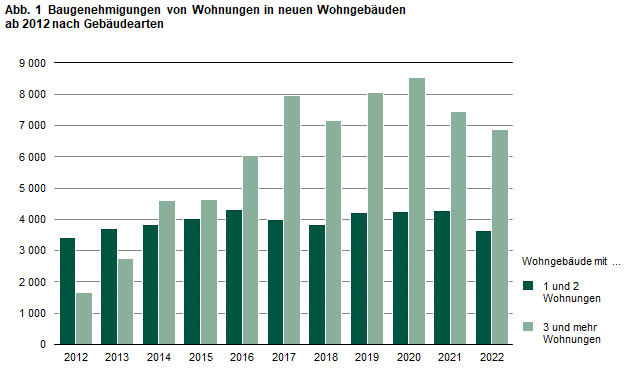 Abb. 1 Baugenehmigungen von Wohnungen in neuen Wohngebäuden
ab 2012 nach Gebäudearten
9 000
8 000
7 000
6 000
5 000
4 000
3 000
2 000
1 000
0
2012 2013 2014 2015 2016 2017 2018 2019 2020 2021 2022
Wohngebäude mit ...
1 und 2
Wohnungen
3 und mehr
Wohnungen